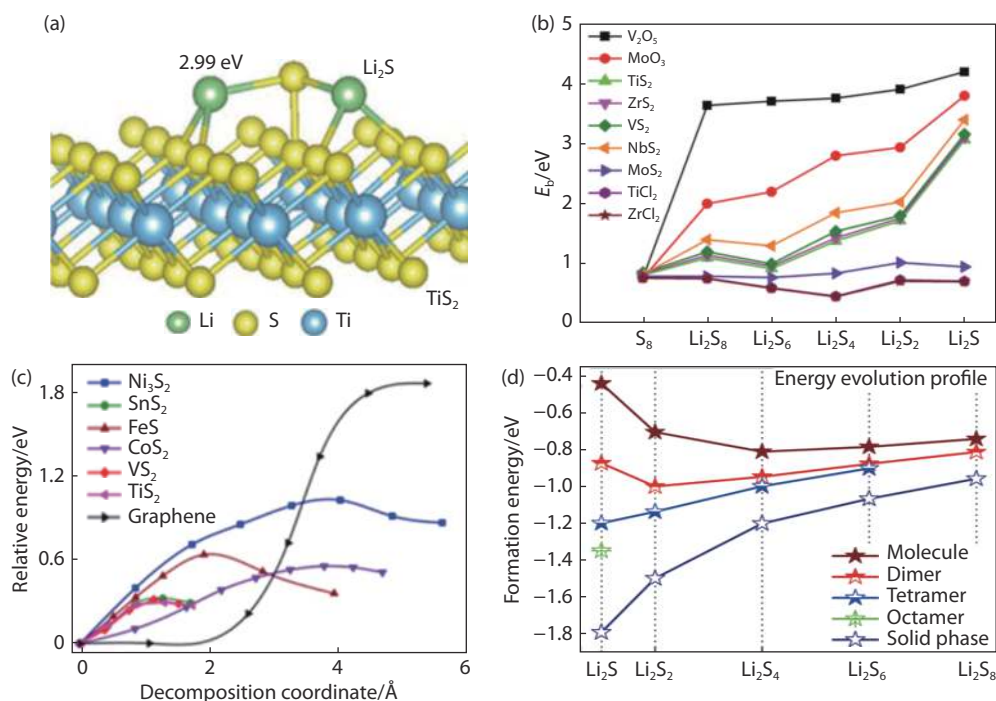 (a)
2.99 eV
Li₂S
TiS₂
Li S Ti
(b)
5
4
3
2
1
0
E_b/eV
V₂O₅
MoO₃
TiS₂
ZrS₂
VS₂
NbS₂
MoS₂
TiCl₂
ZrCl₂
S₈ Li₂S₈ Li₂S₆ Li₂S₄ Li₂S₂ Li₂S
(c)
1.8
1.2
0.6
0
Relative energy/eV
Ni₃S₂
SnS₂
FeS
CoS₂
VS₂
TiS₂
Graphene
0 2 4 6
Decomposition coordinate/Å
(d)
Energy evolution profile
−0.4
−0.6
−0.8
−1.0
−1.2
−1.4
−1.6
−1.8
Formation energy/eV
Molecule
Dimer
Tetramer
Octamer
Solid phase
Li₂S Li₂S₂ Li₂S₄ Li₂S₆ Li₂S₈